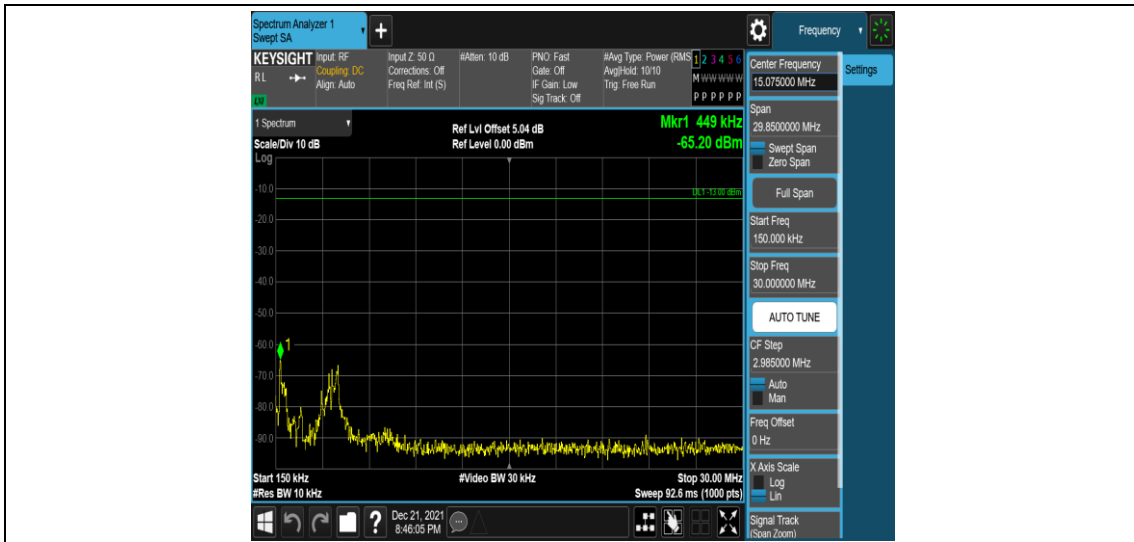 Spectrum Analyzer 1
Swept SA
+
Frequency
KEYSIGHT
RL
LXI
Input: RF
Coupling: DC
Align: Auto
Input Z: 50 Ω
Corrections: Off
Freq Ref: Int (S)
#Atten: 10 dB
PNO: Fast
Gate: Off
IF Gain: Low
Sig Track: Off
#Avg Type: Power (RMS
Avg|Hold: 10/10
Trig: Free Run
1 2 3 4 5 6
M W W W W W
P P P P P P
1 Spectrum
Scale/Div 10 dB
Ref Lvl Offset 5.04 dB
Ref Level 0.00 dBm
Mkr1 449 kHz
-65.20 dBm
Log
DL1 -13.00 dBm
-10.0
-20.0
-30.0
-40.0
-50.0
-60.0
1
-70.0
-80.0
-90.0
Start 150 kHz
#Res BW 10 kHz
#Video BW 30 kHz
Stop 30.00 MHz
Sweep 92.6 ms (1000 pts)
Center Frequency
15.075000 MHz
Settings
Span
29.8500000 MHz
Swept Span
Zero Span
Full Span
Start Freq
150.000 kHz
Stop Freq
30.000000 MHz
AUTO TUNE
CF Step
2.985000 MHz
Auto
Man
Freq Offset
0 Hz
X Axis Scale
Log
Lin
Signal Track
(Span Zoom)
?
Dec 21, 2021
8:46:05 PM